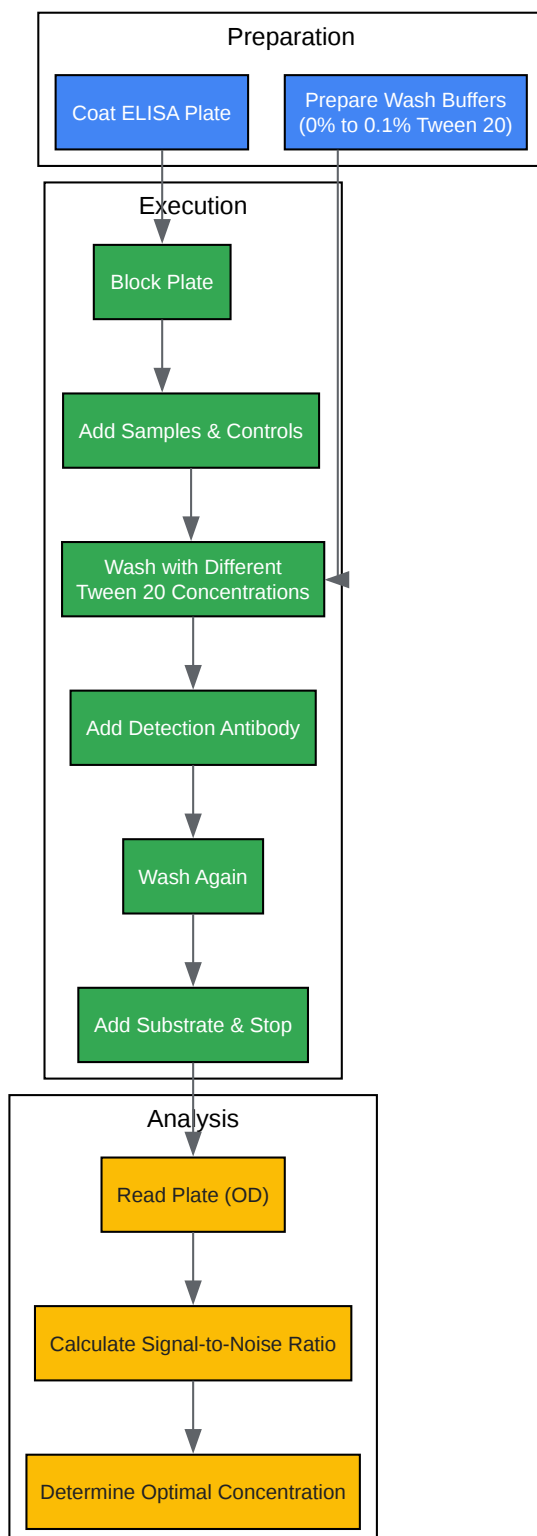 Preparation
Coat ELISA Plate
Prepare Wash Buffers
(0% to 0.1% Tween 20)
Execution
Block Plate
Add Samples & Controls
Wash with Different
Tween 20 Concentrations
Add Detection Antibody
Wash Again
Add Substrate & Stop
Analysis
Read Plate (OD)
Calculate Signal-to-Noise Ratio
Determine Optimal Concentration